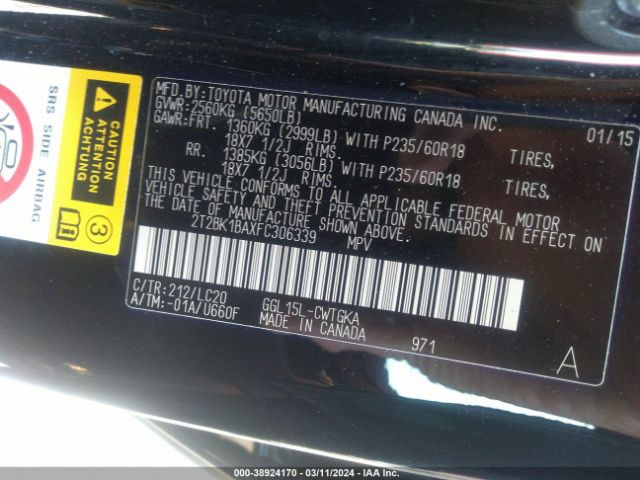 SRS SIDE AIRBAG
3
MFD.BY:TOYOTA MOTOR MANUFACTURING CANADA INC.
01/15
GVWR:2560KG (5650LB)
GAWR:FRT 1360KG (2999LB) WITH P235/60R18 TIRES,
18X7 1/2J RIMS.
RR. 1385KG (3056LB) WITH P235/60R18 TIRES,
18X7 1/2J RIMS.
THIS VEHICLE CONFORMS TO ALL APPLICABLE FEDERAL MOTOR
VEHICLE SAFETY AND THEFT PREVENTION STANDARDS IN EFFECT ON
THE DATE OF MANUFACTURE SHOWN ABOVE.
2T2BK1BAXFC306339 MPV
C/TR:212/LC20
A/TM:-01A/U660F
GGL15L-CWTGKA
MADE IN CANADA
971
A
000-38924170 - 03/11/2024 - IAA Inc.